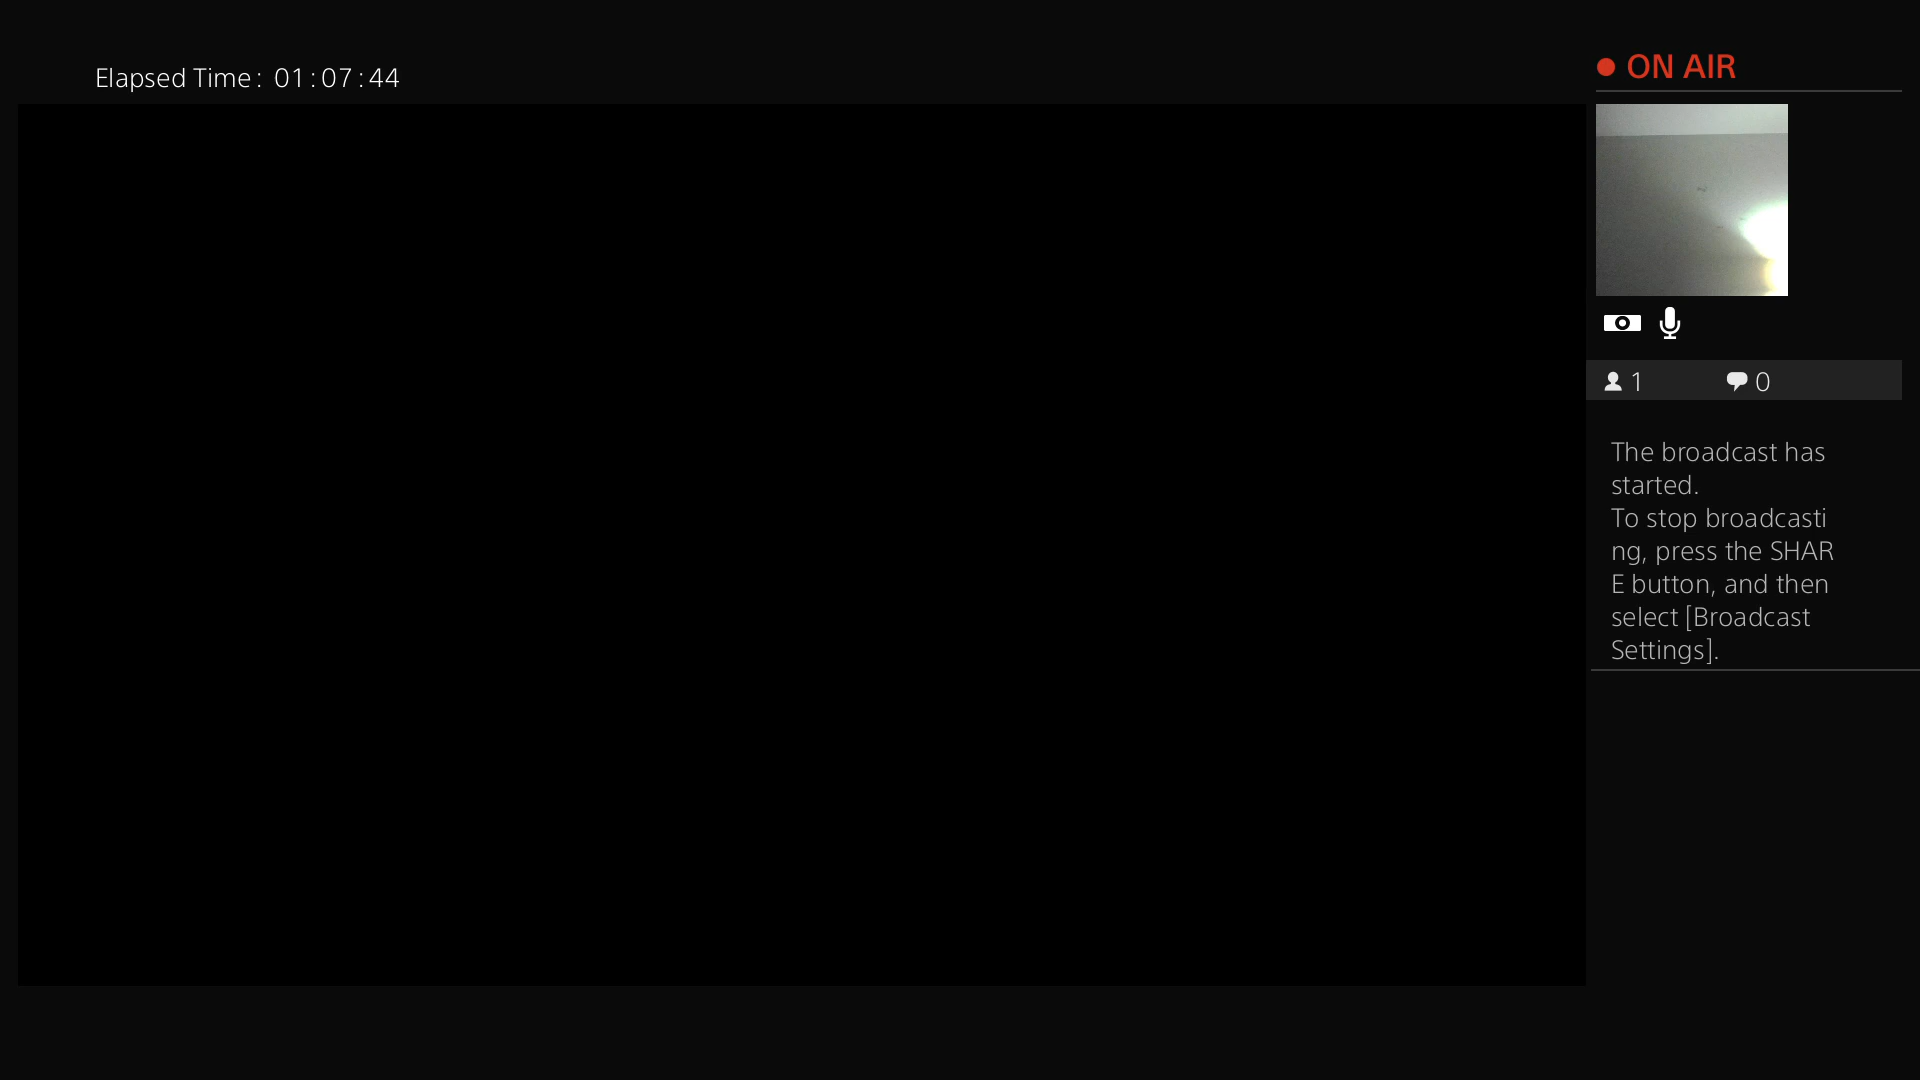 Elapsed Time: 01:07:44
ON AIR
1 0
The broadcast has
started.
To stop broadcasti
ng, press the SHAR
E button, and then
select [Broadcast
Settings].